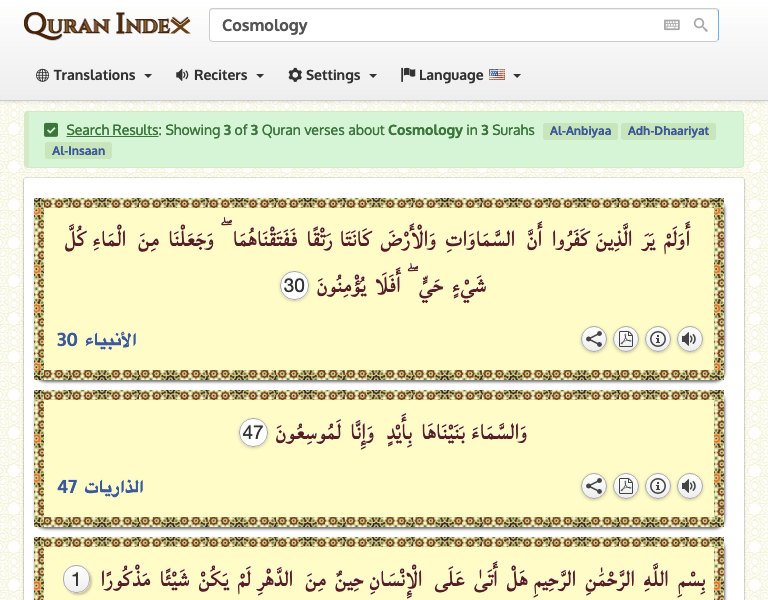 QURAN INDEX
Cosmology
Translations Reciters Settings Language
Search Results: Showing 3 of 3 Quran verses about Cosmology in 3 Surahs Al-Anbiyaa Adh-Dhaariyat
Al-Insaan
أَوَلَمْ يَرَ الَّذِينَ كَفَرُوا أَنَّ السَّمَاوَاتِ وَالْأَرْضَ كَانَتَا رَتْقًا فَفَتَقْنَاهُمَا ۖ وَجَعَلْنَا مِنَ الْمَاءِ كُلَّ
شَيْءٍ حَيٍّ ۖ أَفَلَا يُؤْمِنُونَ 30
الأنبياء 30
وَالسَّمَاءَ بَنَيْنَاهَا بِأَيْدٍ وَإِنَّا لَمُوسِعُونَ 47
الذاريات 47
بِسْمِ اللَّهِ الرَّحْمَٰنِ الرَّحِيمِ هَلْ أَتَىٰ عَلَى الْإِنْسَانِ حِينٌ مِنَ الدَّهْرِ لَمْ يَكُنْ شَيْئًا مَذْكُورًا 1